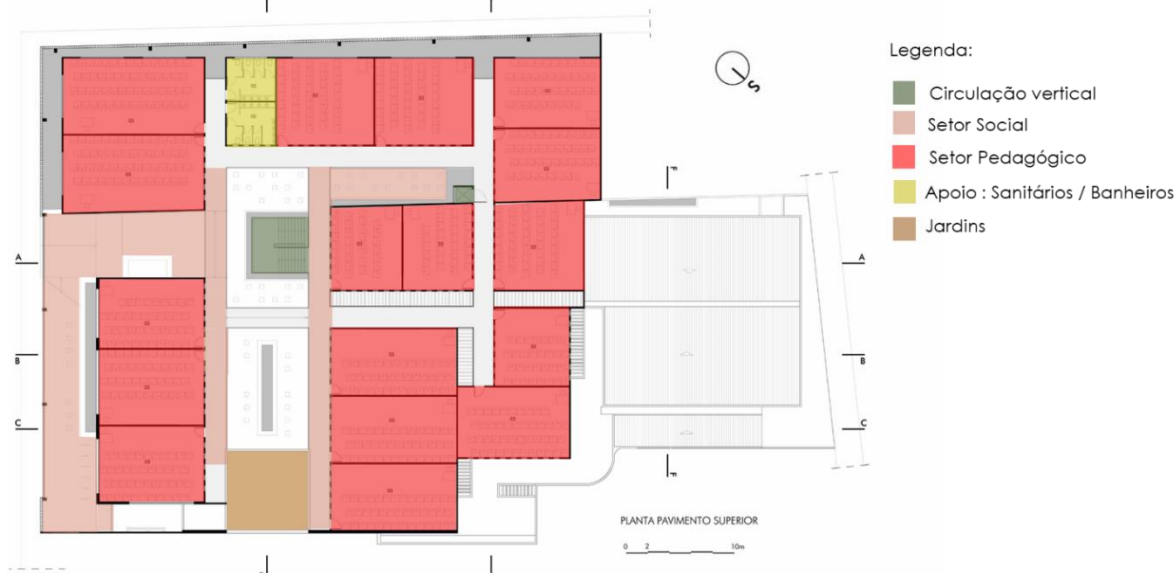 Legenda:
Circulação vertical
Setor Social
Setor Pedagógico
Apoio : Sanitários / Banheiros
Jardins
S
F
A
A
B
B
C
C
F
PLANTA PAVIMENTO SUPERIOR
0 2 10m